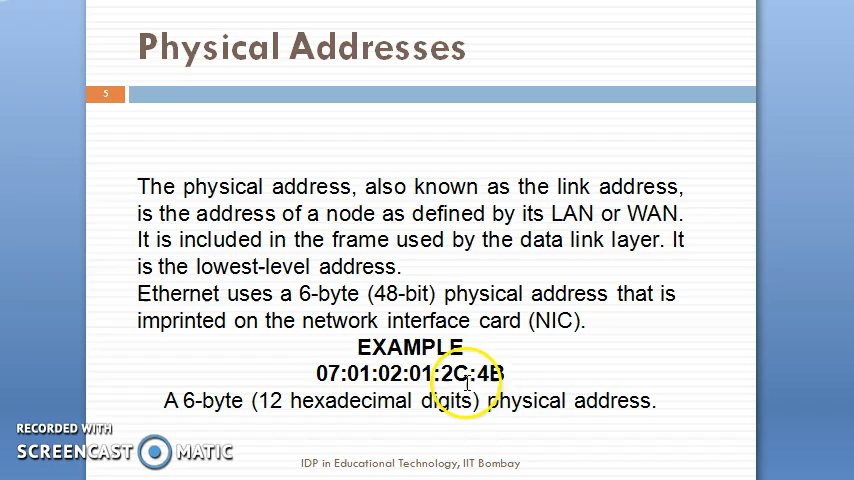 Physical Addresses
5
The physical address, also known as the link address,
is the address of a node as defined by its LAN or WAN.
It is included in the frame used by the data link layer. It
is the lowest-level address.
Ethernet uses a 6-byte (48-bit) physical address that is
imprinted on the network interface card (NIC).
EXAMPLE
07:01:02:01:2C:4B
A 6-byte (12 hexadecimal digits) physical address.
RECORDED WITH
SCREENCAST MATIC
IDP in Educational Technology, IIT Bombay